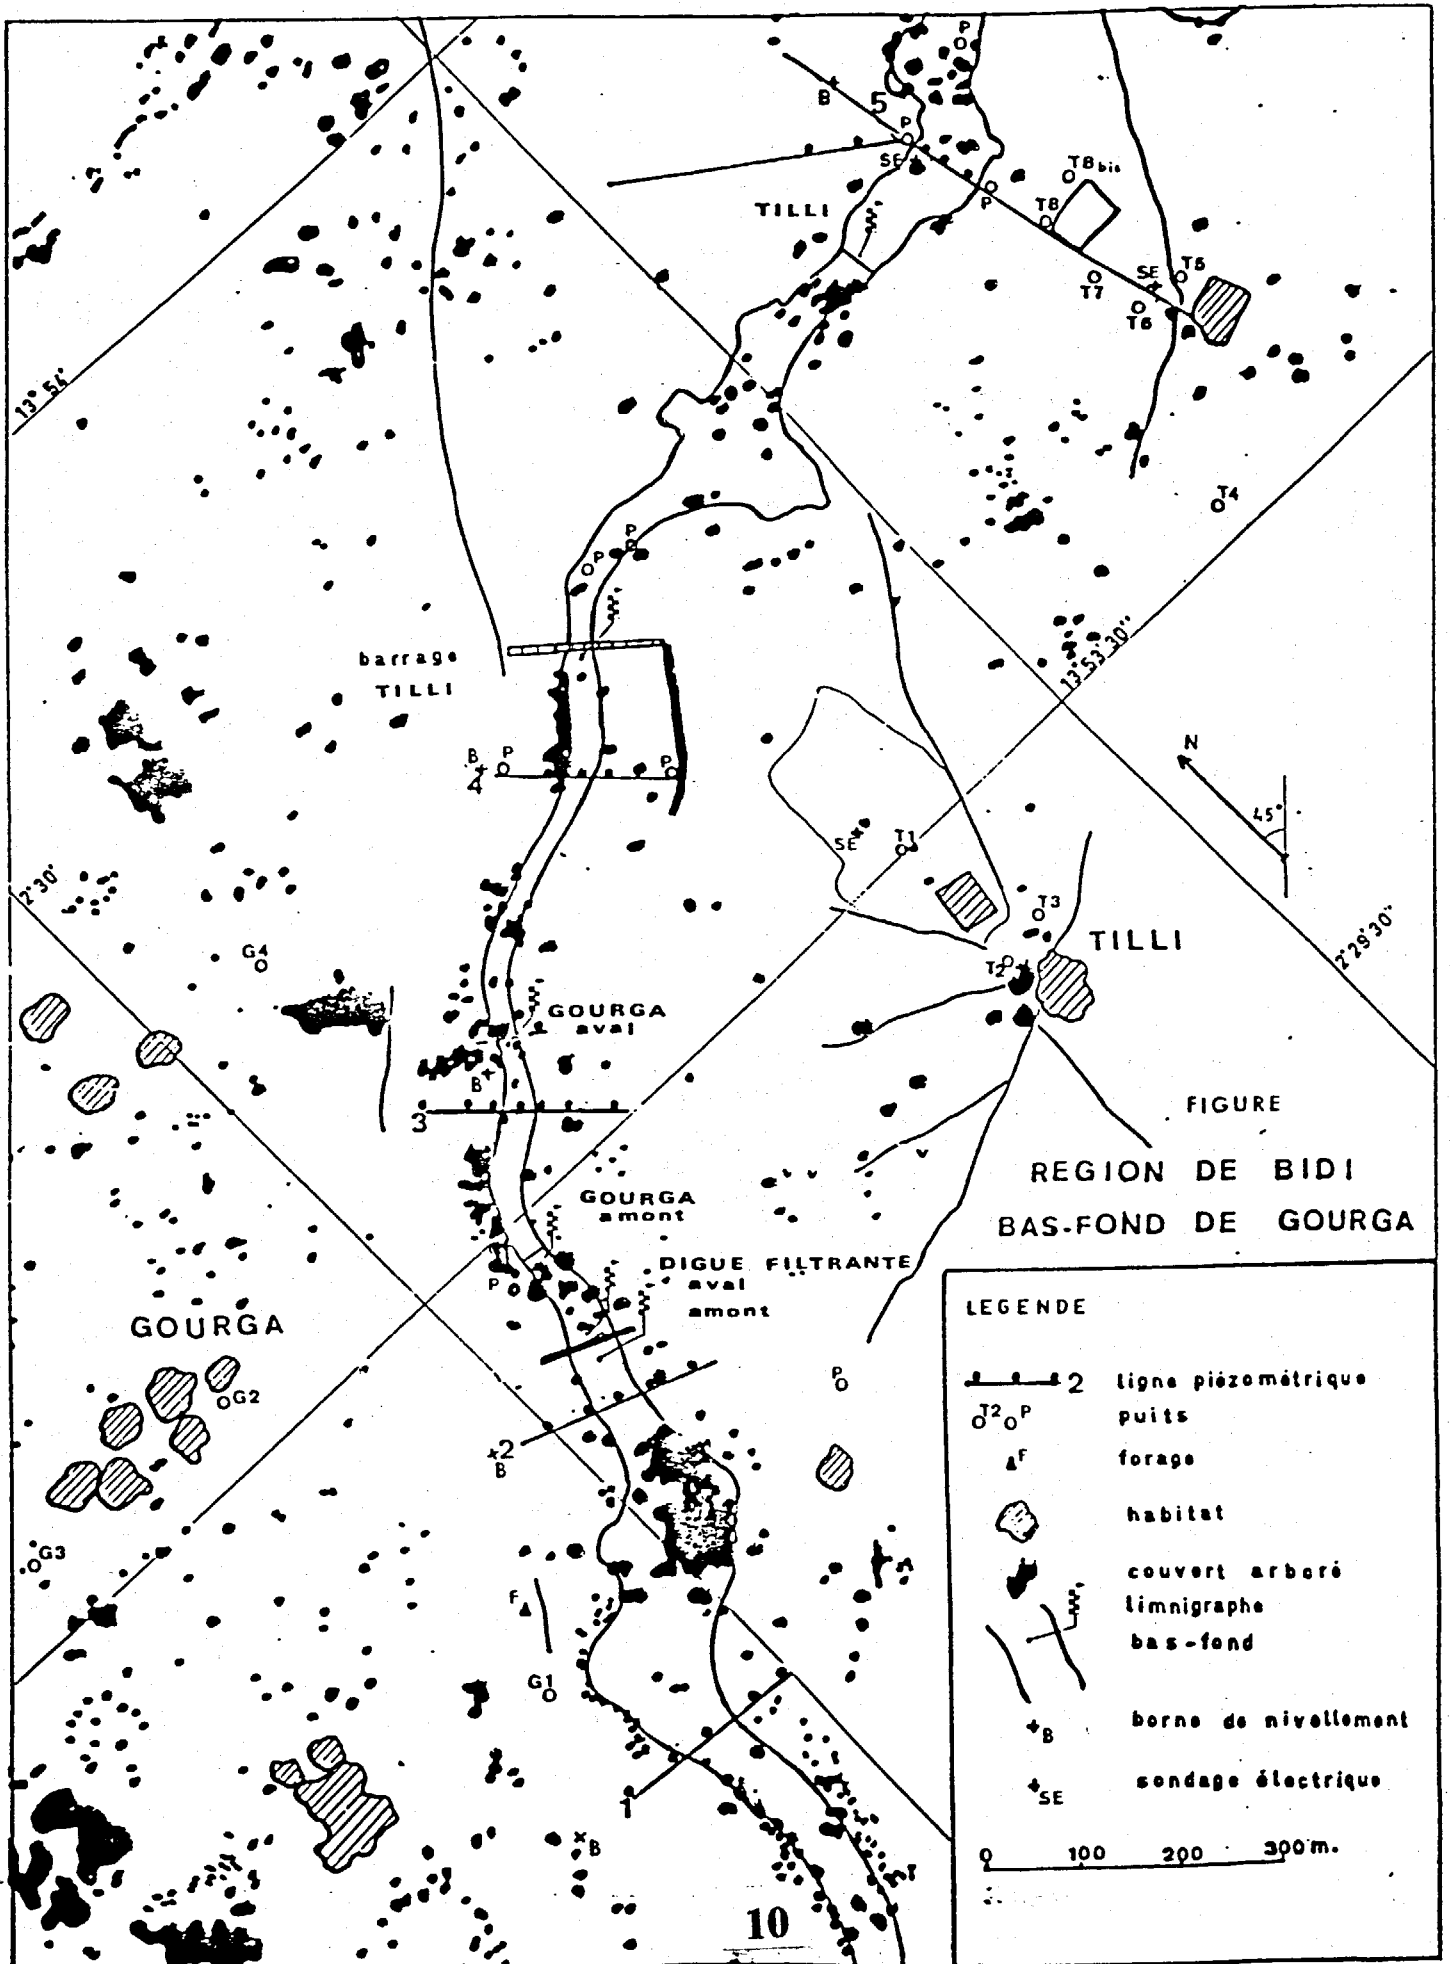 P
B
5
P
SE
P
T8 bis
T8
TILLI
SE
T5
T7
T6
13° 54'
T4
P
P
barrage
TILLI
13°53'30"
N
45°
B
P
P
4
SE
T1
2°30'
T3
TILLI
T2
2°29'30"
G4
GOURGA
aval
B
3
FIGURE
REGION DE BIDI
BAS-FOND DE GOURGA
GOURGA
amont
P
DIGUE FILTRANTE
aval
amont
GOURGA
P
G2
2
B
G3
F
G1
1
B
LEGENDE
2 ligne piézométrique
T2 P puits
F forage
habitat
couvert arboré
limnigraphe
bas-fond
B borne de nivellement
SE sondage électrique
0 100 200 300 m.
10